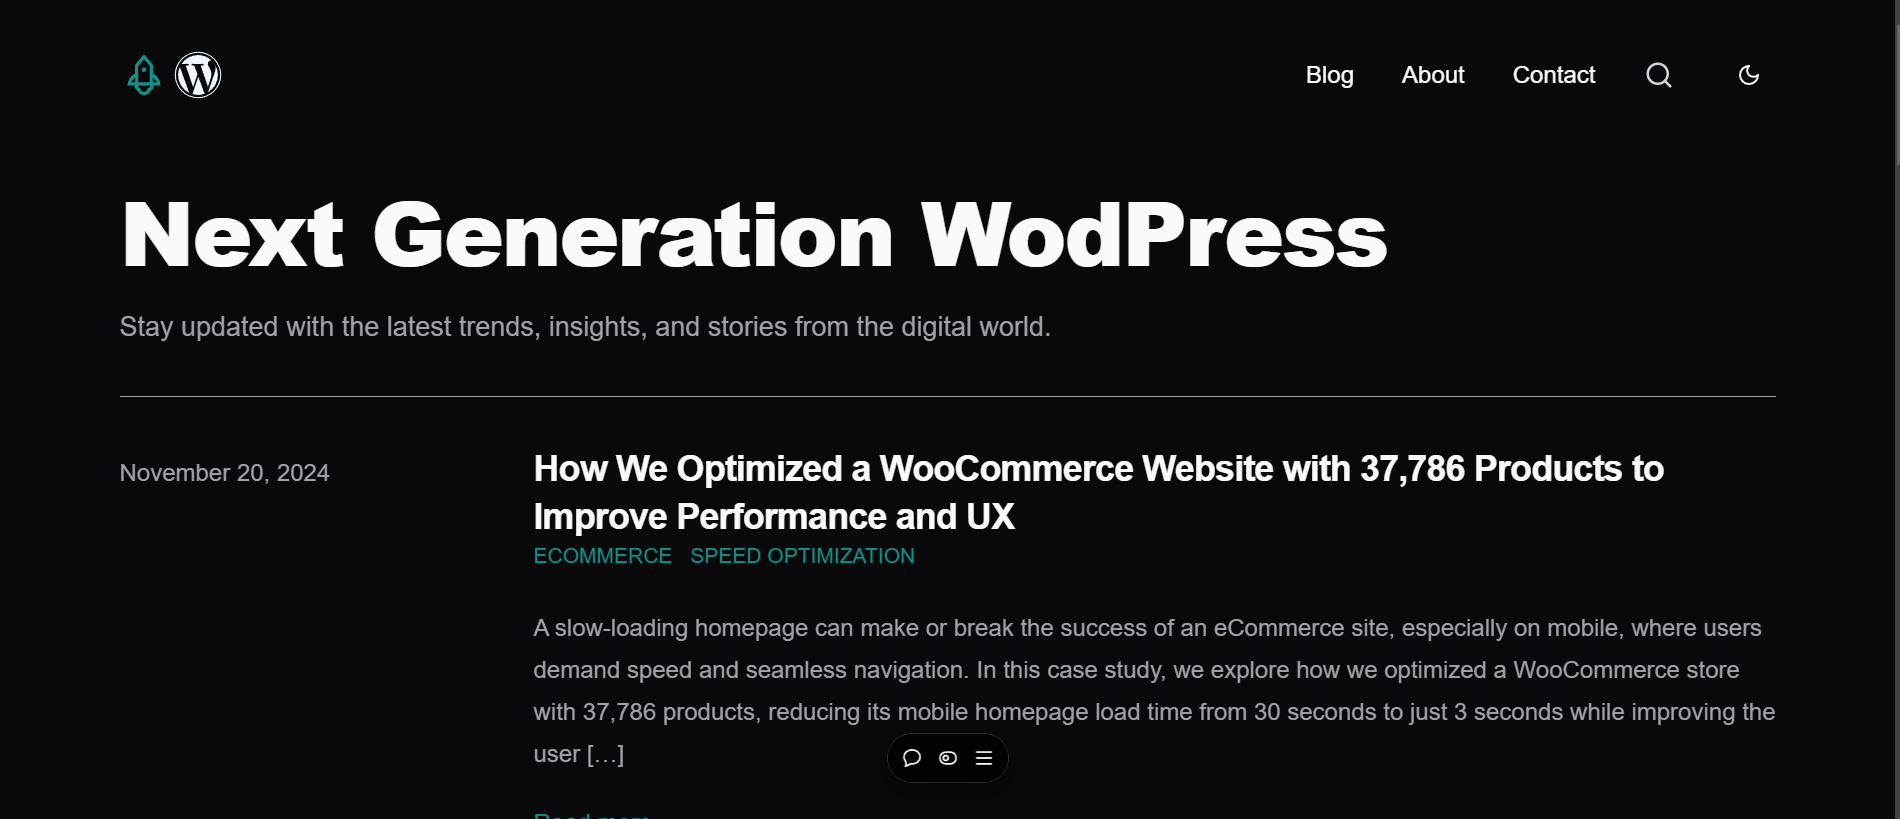 Blog About Contact
Next Generation WodPress
Stay updated with the latest trends, insights, and stories from the digital world.
November 20, 2024
How We Optimized a WooCommerce Website with 37,786 Products to
Improve Performance and UX
ECOMMERCE SPEED OPTIMIZATION
A slow-loading homepage can make or break the success of an eCommerce site, especially on mobile, where users
demand speed and seamless navigation. In this case study, we explore how we optimized a WooCommerce store
with 37,786 products, reducing its mobile homepage load time from 30 seconds to just 3 seconds while improving the
user […]
Read more